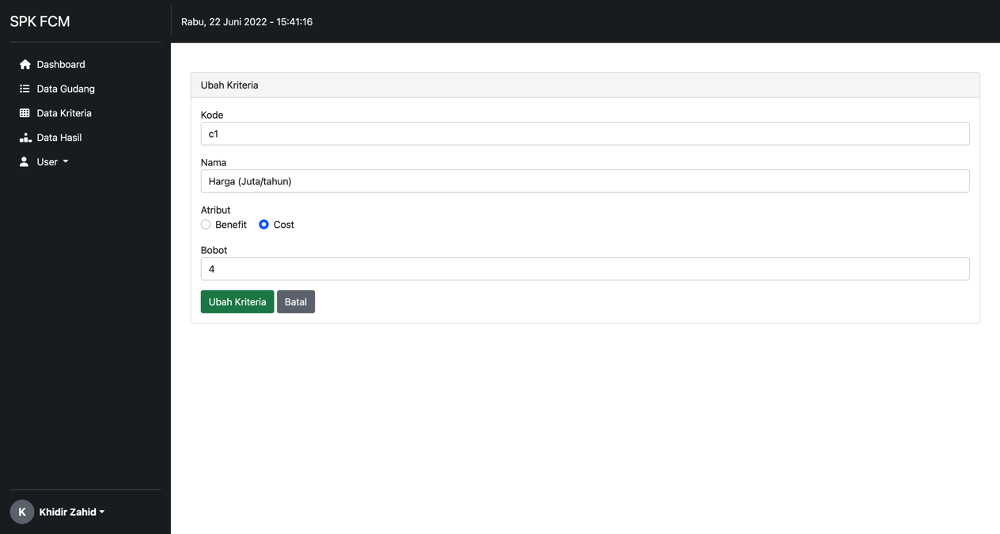 SPK FCM
Rabu, 22 Juni 2022 - 15:41:16
Dashboard
Data Gudang
Data Kriteria
Data Hasil
User
Ubah Kriteria
Kode
c1
Nama
Harga (Juta/tahun)
Atribut
Benefit Cost
Bobot
4
Ubah Kriteria Batal
K Khidir Zahid